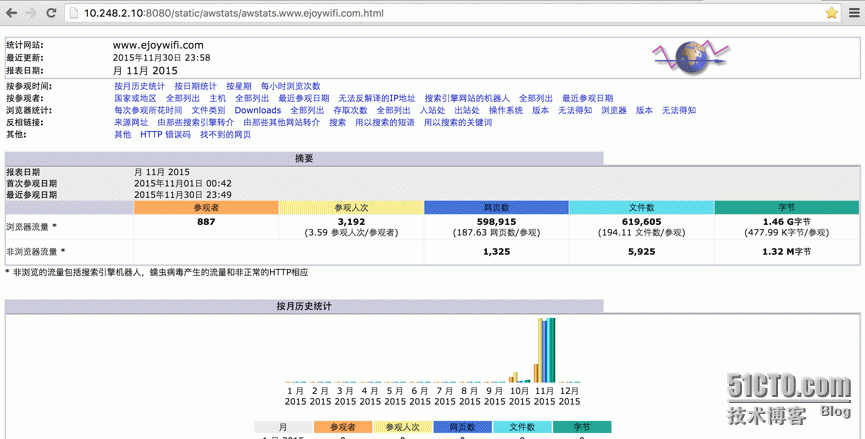 10.248.2.10:8080/static/awstats/awstats.www.ejoywifi.com.html
统计网站: www.ejoywifi.com
最近更新: 2015年11月30日 23:58
报表日期: 月 11月 2015
按参观时间: 按月历史统计 按日期统计 按星期 每小时浏览次数
按参观者: 国家或地区 全部列出 主机 全部列出 最近参观日期 无法反解译的IP地址 搜索引擎网站的机器人 全部列出 最近参观日期
浏览器统计: 每次参观所花时间 文件类别 Downloads 全部列出 存取次数 全部列出 入站处 出站处 操作系统 版本 无法得知 浏览器 版本 无法得知
反相链接: 来源网址 由那些搜索引擎转介 由那些其他网站转介 搜索 用以搜索的短语 用以搜索的关键词
其他: 其他 HTTP 错误码 找不到的网页
摘要
报表日期 月 11月 2015
首次参观日期 2015年11月01日 00:42
最近参观日期 2015年11月30日 23:49
参观者 参观人次 网页数 文件数 字节
浏览器流量 * 887 3,192 598,915 619,605 1.46 G字节
(3.59 参观人次/参观者) (187.63 网页数/参观) (194.11 文件数/参观) (477.99 K字节/参观)
非浏览器流量 * 1,325 5,925 1.32 M字节
* 非浏览的流量包括搜索引擎机器人，蠕虫病毒产生的流量和非正常的HTTP相应
按月历史统计
1 月 2 月 3 月 4 月 5 月 6 月 7 月 8 月 9 月 10月 11月 12月
2015 2015 2015 2015 2015 2015 2015 2015 2015 2015 2015 2015
月 参观者 参观人次 网页数 文件数 字节
1 月 2015 0 0 0 0 0
51CTO.com
技术博客 Blog